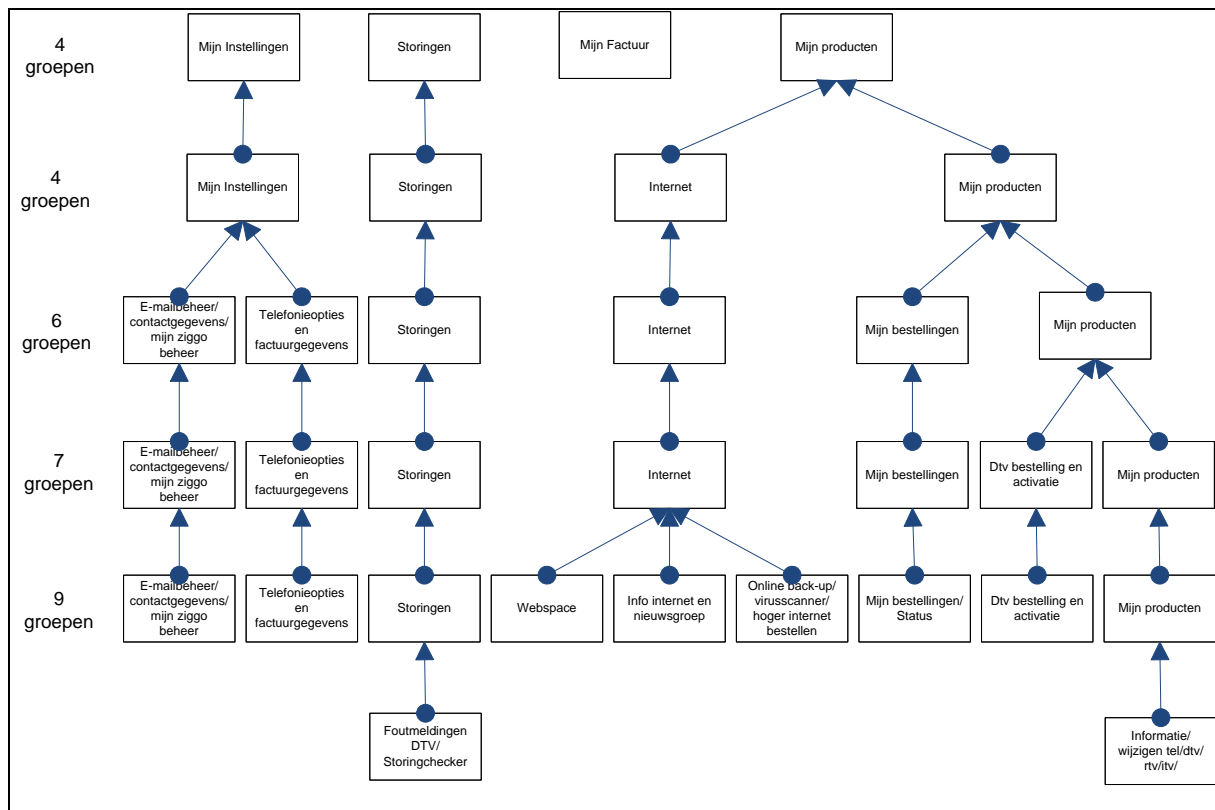 4
groepen
Mijn Instellingen
Storingen
Mijn Factuur
Mijn producten
4
groepen
Mijn Instellingen
Storingen
Internet
Mijn producten
6
groepen
E-mailbeheer/
contactgegevens/
mijn ziggo
beheer
Telefonieopties
en
factuurgegevens
Storingen
Internet
Mijn bestellingen
Mijn producten
7
groepen
E-mailbeheer/
contactgegevens/
mijn ziggo
beheer
Telefonieopties
en
factuurgegevens
Storingen
Internet
Mijn bestellingen
Dtv bestelling en
activatie
Mijn producten
9
groepen
E-mailbeheer/
contactgegevens/
mijn ziggo
beheer
Telefonieopties
en
factuurgegevens
Storingen
Webspace
Info internet en
nieuwsgroep
Online back-up/
virusscanner/
hoger internet
bestellen
Mijn bestellingen/
Status
Dtv bestelling en
activatie
Mijn producten
Foutmeldingen
DTV/
Storingchecker
Informatie/
wijzigen tel/dtv/
rtv/itv/